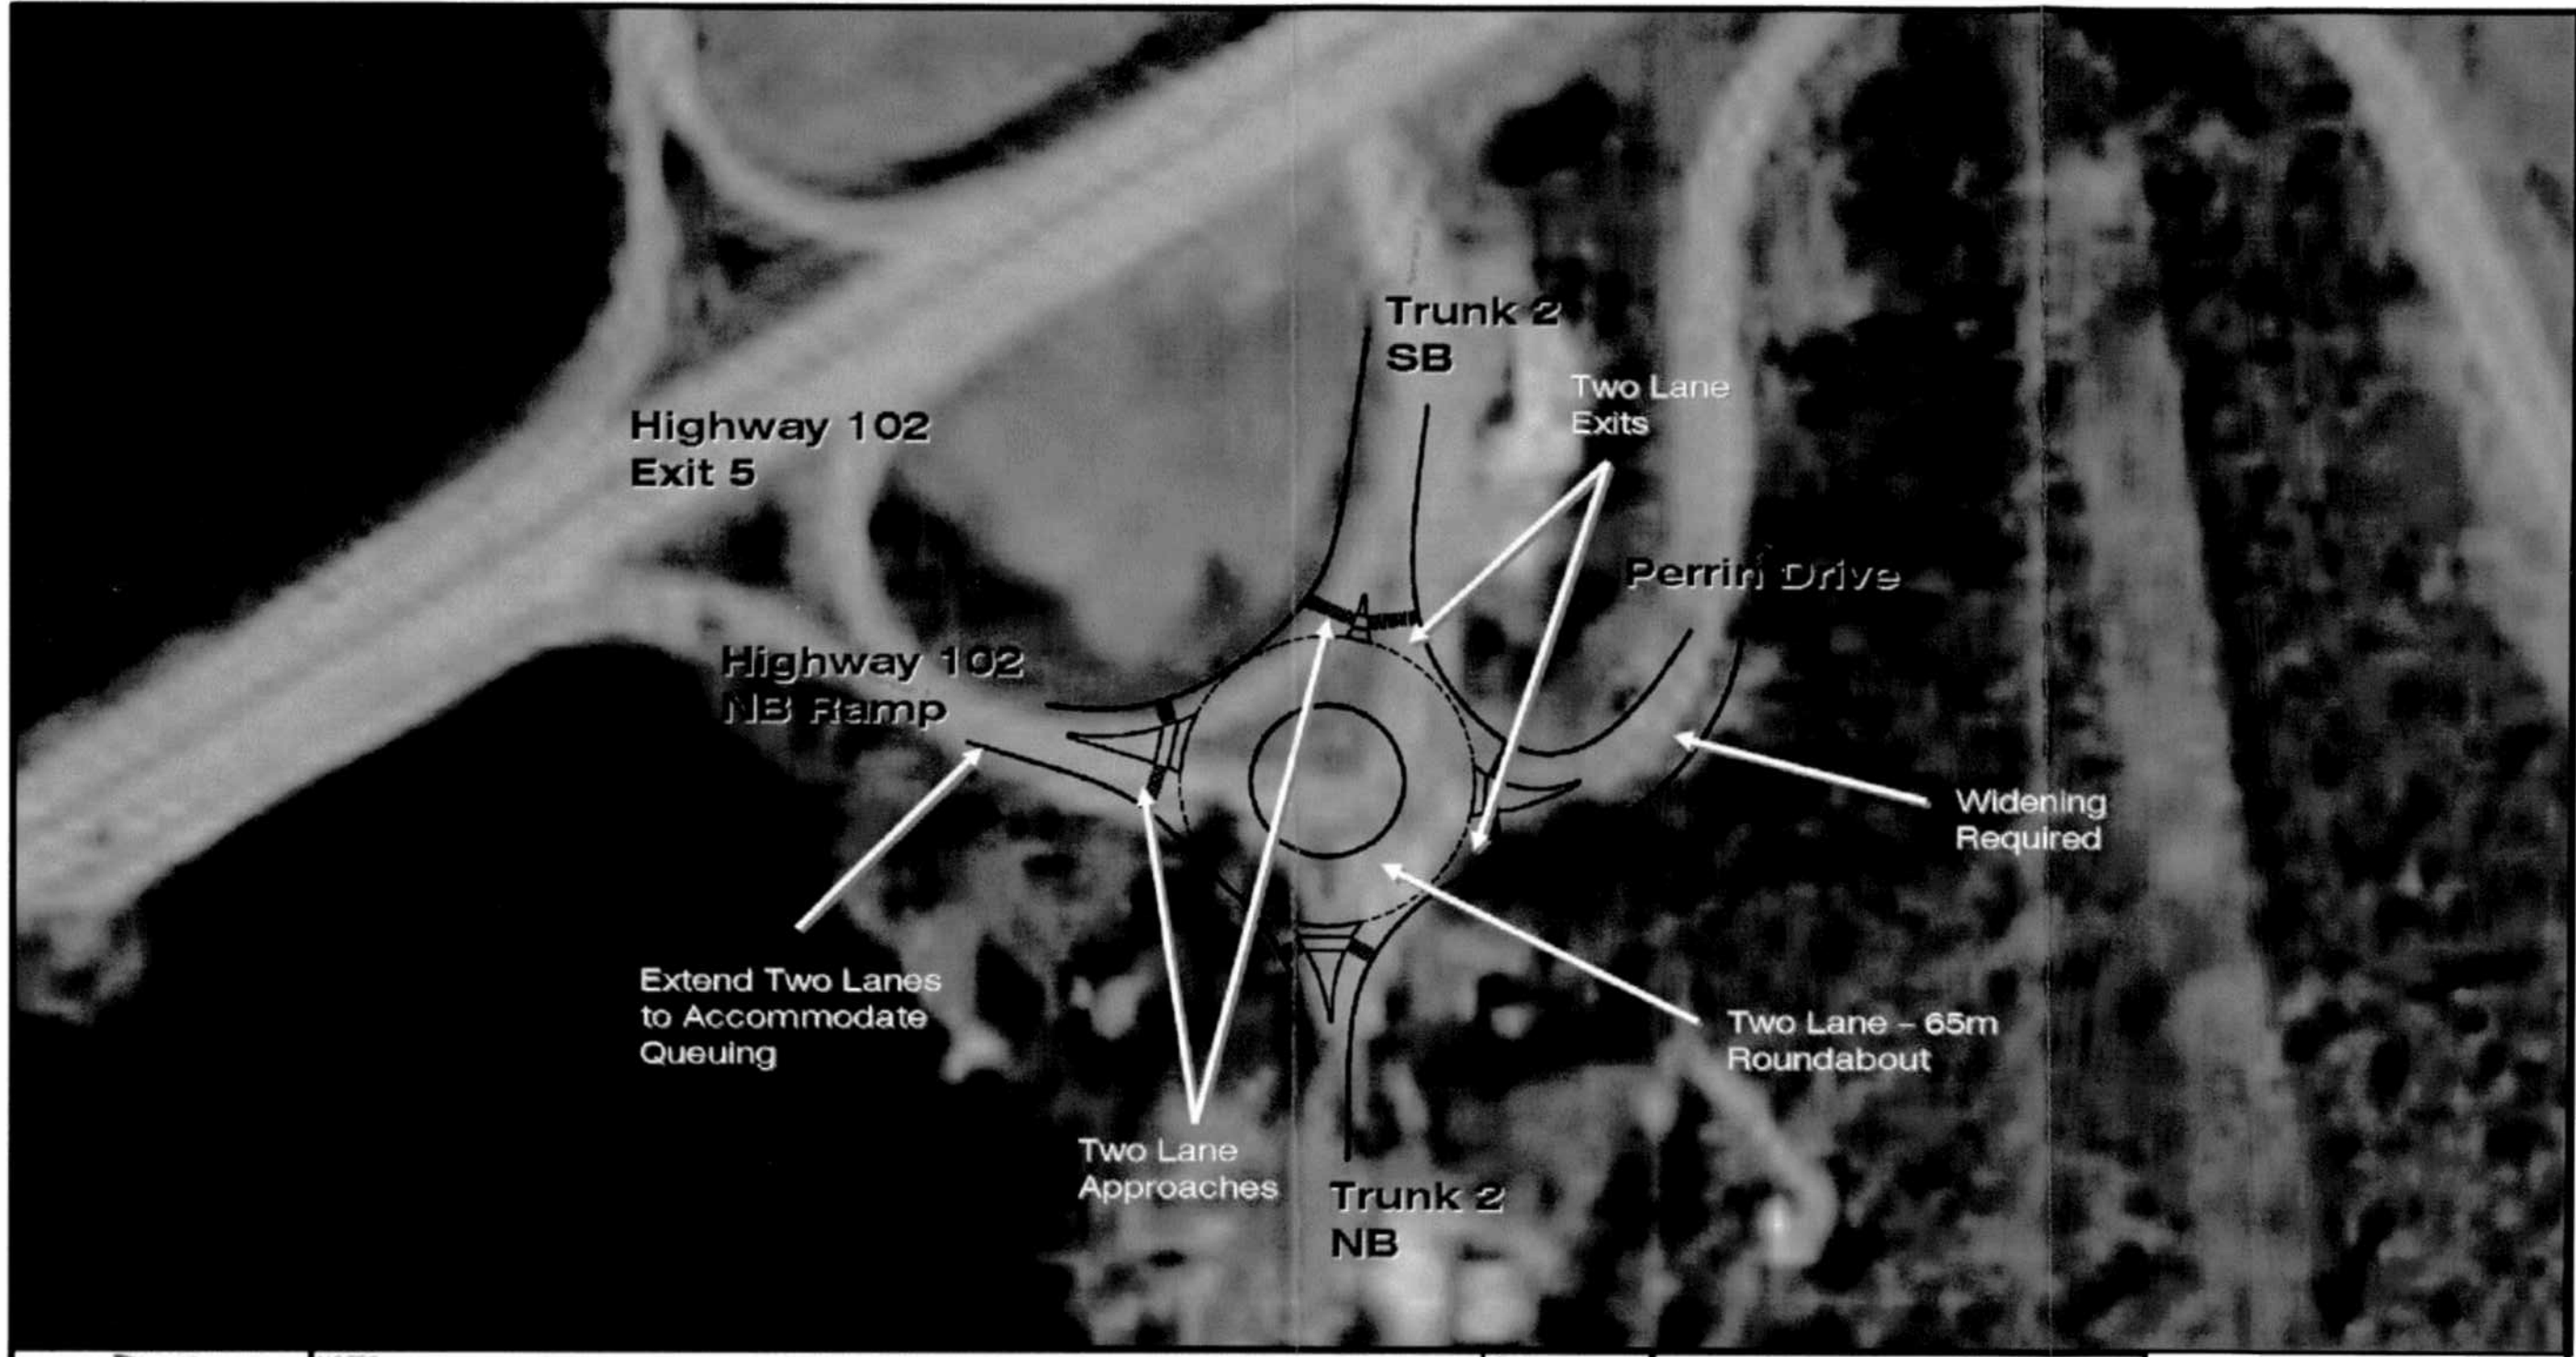 Trunk 2
SB
Two Lane
Exits
Highway 102
Exit 5
Perrin Drive
Highway 102
NB Ramp
Widening
Required
Extend Two Lanes
to Accommodate
Queuing
Two Lane – 65m
Roundabout
Two Lane
Approaches
Trunk 2
NB